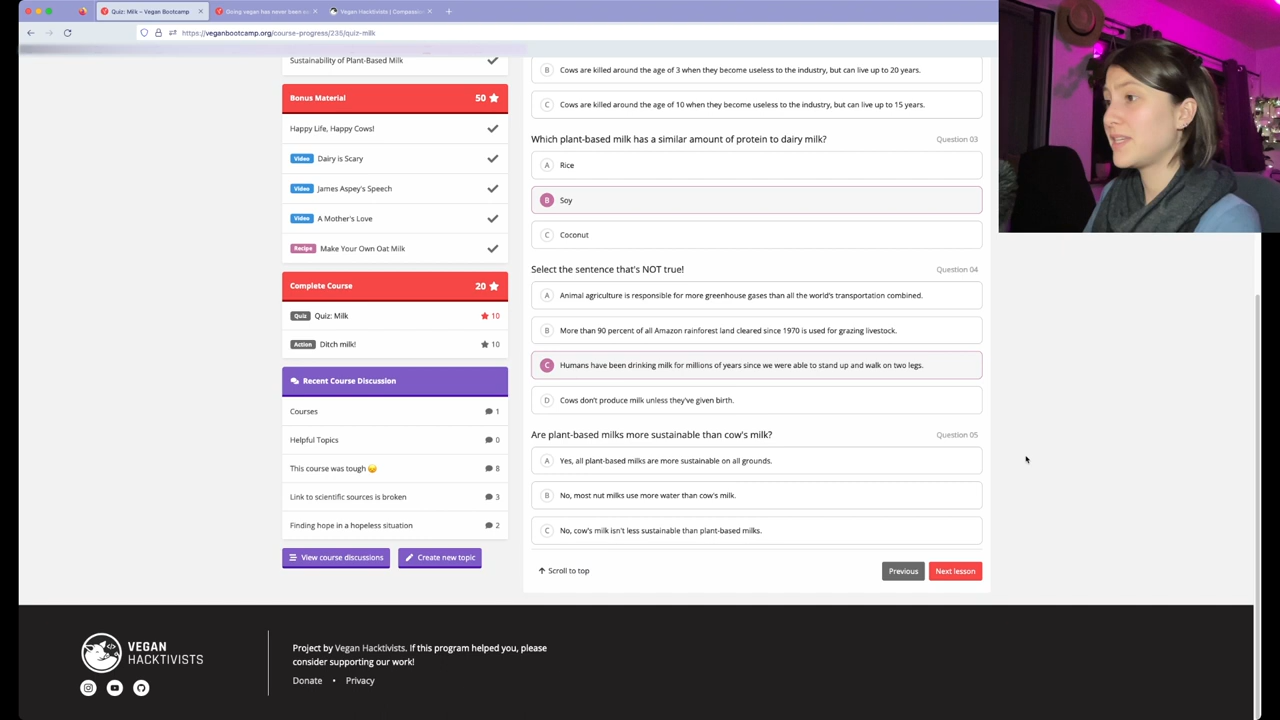 Quiz: Milk – Vegan Bootcamp
Going vegan has never been ea
Vegan Hacktivists | Compassion
https://veganbootcamp.org/course-progress/235/quiz-milk
Sustainability of Plant-Based Milk
Bonus Material 50
Happy Life, Happy Cows!
Video Dairy is Scary
Video James Aspey's Speech
Video A Mother's Love
Recipe Make Your Own Oat Milk
Complete Course 20
Quiz Quiz: Milk 10
Action Ditch milk! 10
Recent Course Discussion
Courses 1
Helpful Topics 0
This course was tough 😔 8
Link to scientific sources is broken 3
Finding hope in a hopeless situation 2
View course discussions Create new topic
B Cows are killed around the age of 3 when they become useless to the industry, but can live up to 20 years.
C Cows are killed around the age of 10 when they become useless to the industry, but can live up to 15 years.
Which plant-based milk has a similar amount of protein to dairy milk? Question 03
A Rice
B Soy
C Coconut
Select the sentence that's NOT true! Question 04
A Animal agriculture is responsible for more greenhouse gases than all the world's transportation combined.
B More than 90 percent of all Amazon rainforest land cleared since 1970 is used for grazing livestock.
C Humans have been drinking milk for millions of years since we were able to stand up and walk on two legs.
D Cows don't produce milk unless they've given birth.
Are plant-based milks more sustainable than cow's milk? Question 05
A Yes, all plant-based milks are more sustainable on all grounds.
B No, most nut milks use more water than cow's milk.
C No, cow's milk isn't less sustainable than plant-based milks.
Scroll to top Previous Next lesson
VEGAN
HACKTIVISTS
Project by Vegan Hacktivists. If this program helped you, please
consider supporting our work!
Donate • Privacy